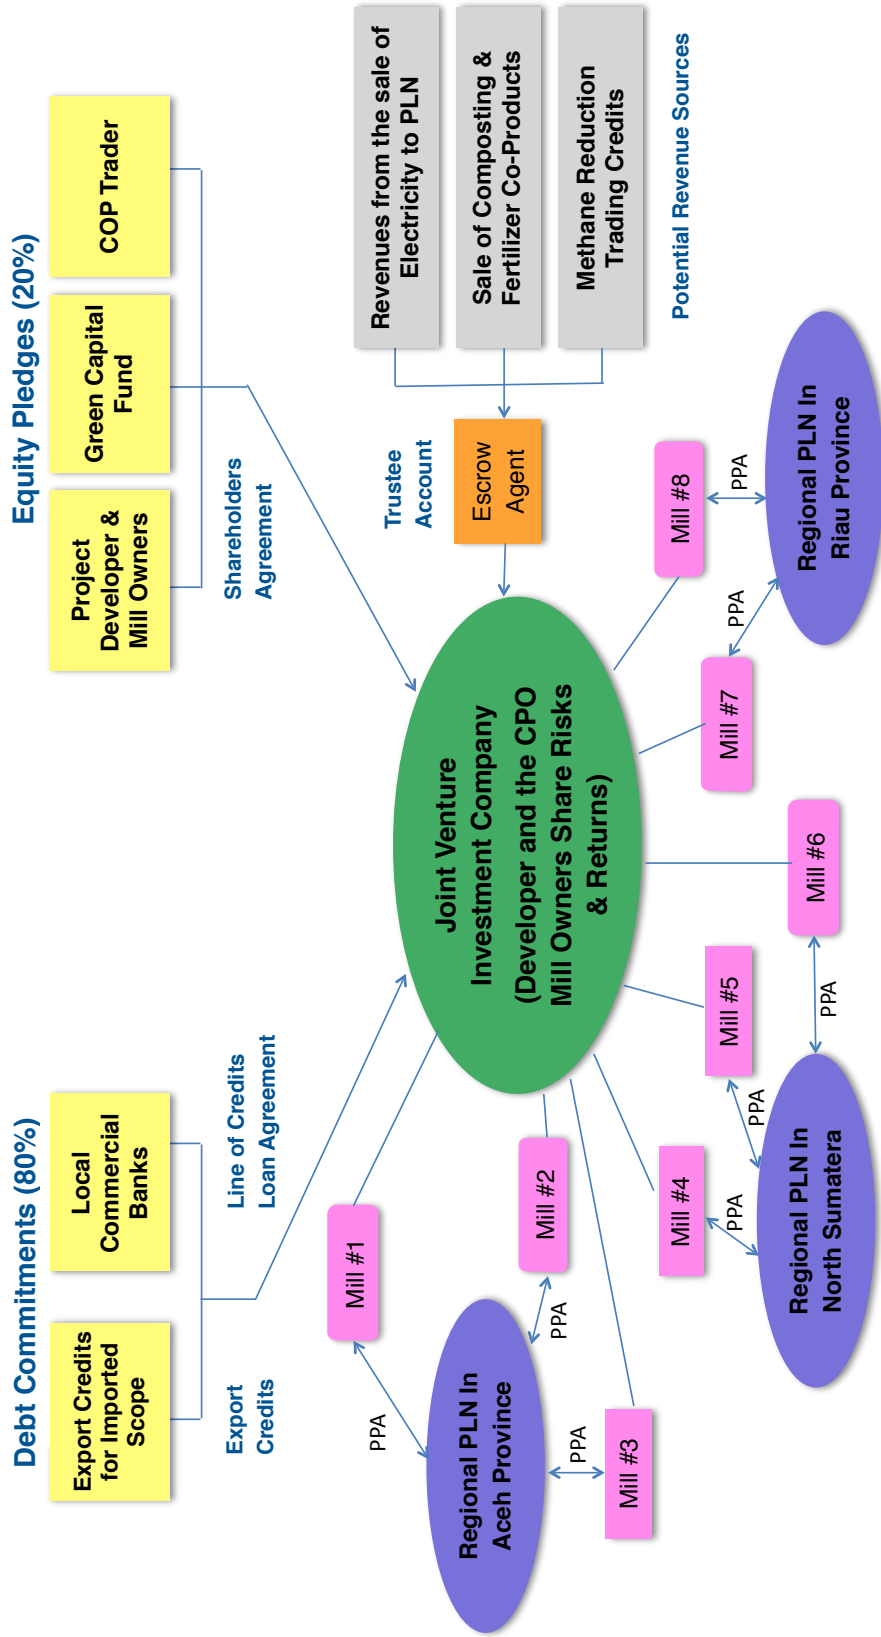 Debt Commitments (80%)
Equity Pledges (20%)
Export Credits
for Imported
Scope
Local
Commercial
Banks
Project
Developer &
Mill Owners
Green Capital
Fund
COP Trader
Export
Credits
Line of Credits
Loan Agreement
Shareholders
Agreement
Joint Venture
Investment Company
(Developer and the CPO
Mill Owners Share Risks
& Returns)
Trustee
Account
Escrow
Agent
Revenues from the sale of
Electricity to PLN
Sale of Composting &
Fertilizer Co-Products
Methane Reduction
Trading Credits
Potential Revenue Sources
Mill #1
PPA
Regional PLN In
Aceh Province
PPA
Mill #2
PPA
Mill #3
Mill #4
PPA
Mill #5
PPA
Regional PLN In
North Sumatera
PPA
Mill #6
Mill #7
PPA
Mill #8
PPA
Regional PLN In
Riau Province